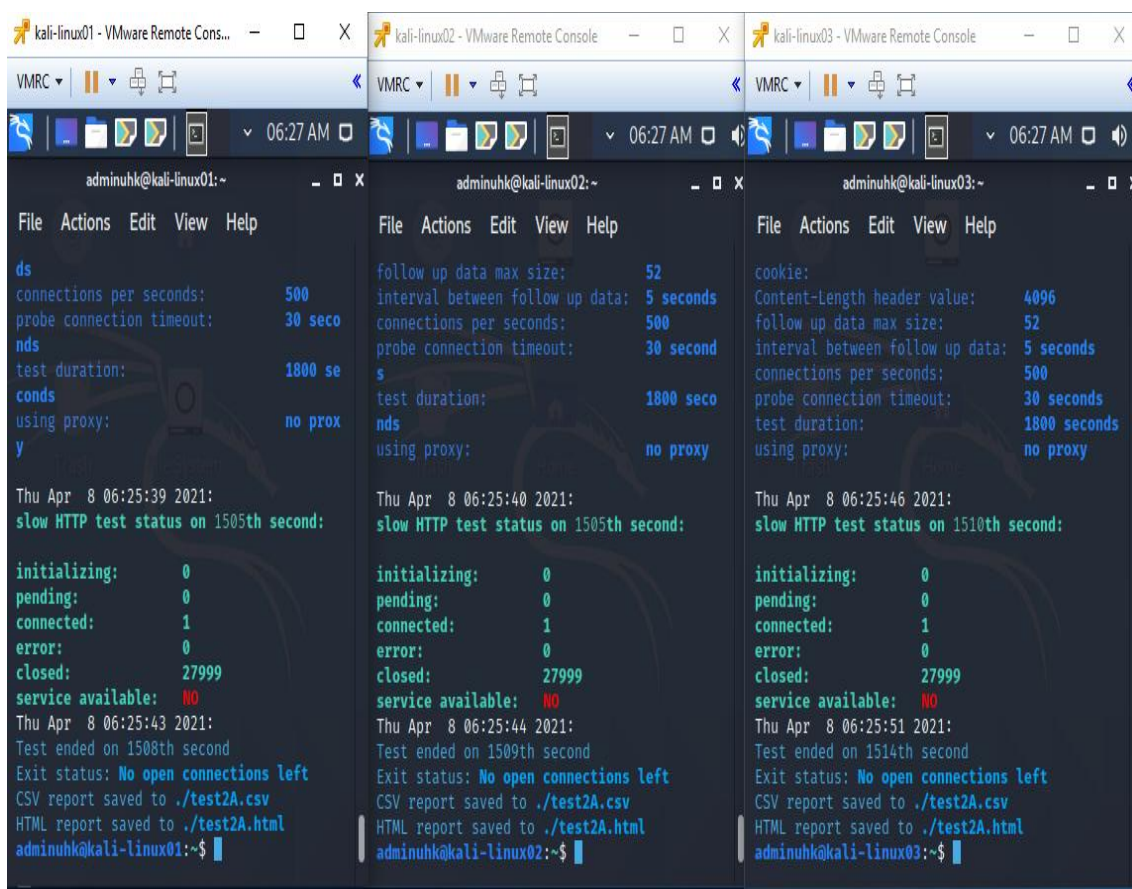 kali-linux01 - VMware Remote Cons...
VMRC
06:27 AM
adminuhk@kali-linux01:~
File Actions Edit View Help
ds
connections per seconds: 500
probe connection timeout: 30 seco
nds
test duration: 1800 se
conds
using proxy: no prox
y
Thu Apr 8 06:25:39 2021:
slow HTTP test status on 1505th second:
initializing: 0
pending: 0
connected: 1
error: 0
closed: 27999
service available: NO
Thu Apr 8 06:25:43 2021:
Test ended on 1508th second
Exit status: No open connections left
CSV report saved to ./test2A.csv
HTML report saved to ./test2A.html
adminuhk@kali-linux01:~$
kali-linux02 - VMware Remote Console
VMRC
06:27 AM
adminuhk@kali-linux02:~
File Actions Edit View Help
follow up data max size: 52
interval between follow up data: 5 seconds
connections per seconds: 500
probe connection timeout: 30 second
s
test duration: 1800 seco
nds
using proxy: no proxy
Thu Apr 8 06:25:40 2021:
slow HTTP test status on 1505th second:
initializing: 0
pending: 0
connected: 1
error: 0
closed: 27999
service available: NO
Thu Apr 8 06:25:44 2021:
Test ended on 1509th second
Exit status: No open connections left
CSV report saved to ./test2A.csv
HTML report saved to ./test2A.html
adminuhk@kali-linux02:~$
kali-linux03 - VMware Remote Console
VMRC
06:27 AM
adminuhk@kali-linux03:~
File Actions Edit View Help
cookie:
Content-Length header value: 4096
follow up data max size: 52
interval between follow up data: 5 seconds
connections per seconds: 500
probe connection timeout: 30 seconds
test duration: 1800 seconds
using proxy: no proxy
Thu Apr 8 06:25:46 2021:
slow HTTP test status on 1510th second:
initializing: 0
pending: 0
connected: 1
error: 0
closed: 27999
service available: NO
Thu Apr 8 06:25:51 2021:
Test ended on 1514th second
Exit status: No open connections left
CSV report saved to ./test2A.csv
HTML report saved to ./test2A.html
adminuhk@kali-linux03:~$